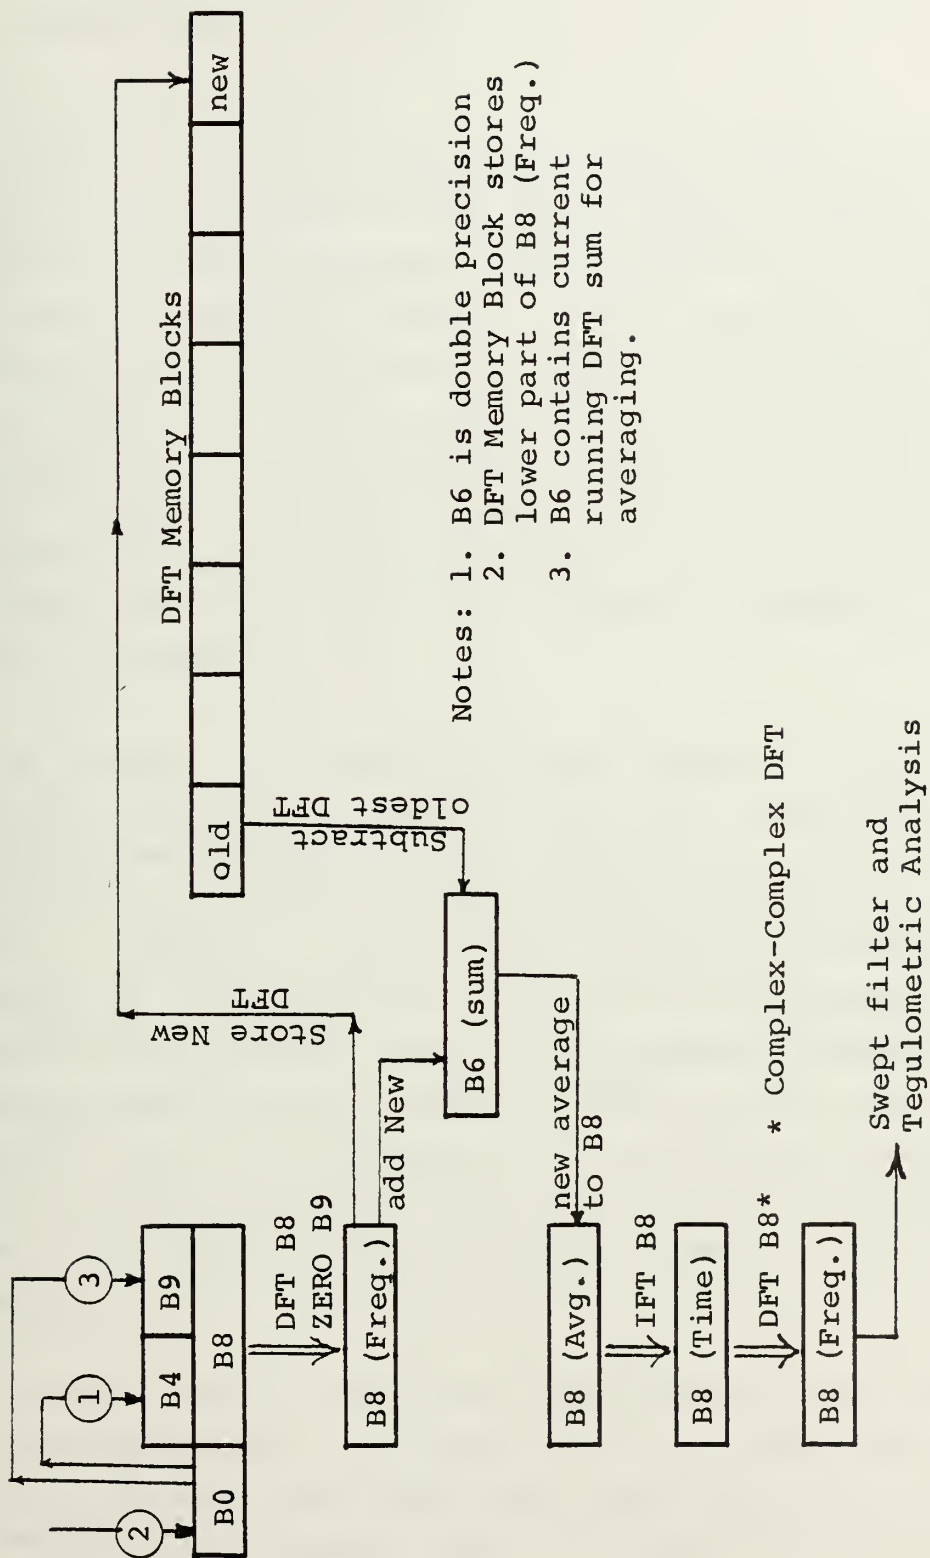 DFT Memory Blocks
old
new
2
1
3
B0
B4
B9
B8
DFT B8
ZERO B9
B8 (Freq.)
Store New
DFT
add New
Subtract
oldest DFT
B6 (sum)
new average
to B8
B8 (Avg.)
IFT B8
B8 (Time)
DFT B8*
B8 (Freq.)
* Complex-Complex DFT
Swept filter and
Tegulometric Analysis
Notes: 1. B6 is double precision
2. DFT Memory Block stores
lower part of B8 (Freq.)
3. B6 contains current
running DFT sum for
averaging.